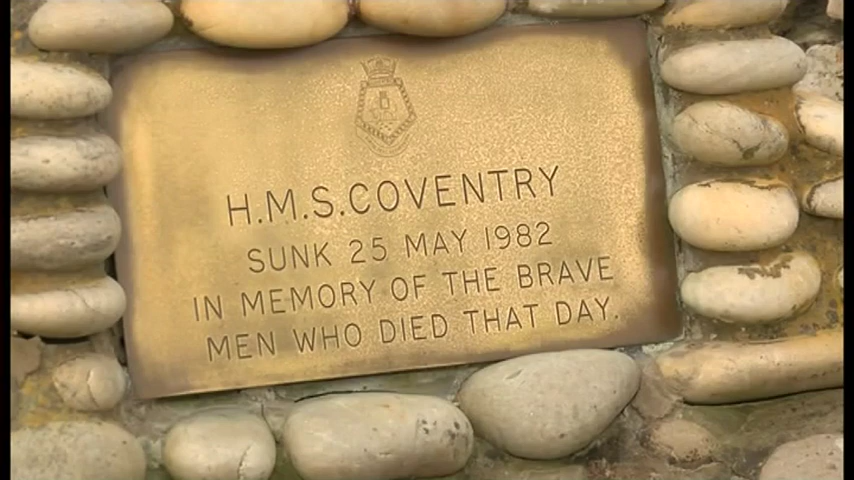 H.M.S.COVENTRY
SUNK 25 MAY 1982
IN MEMORY OF THE BRAVE
MEN WHO DIED THAT DAY.